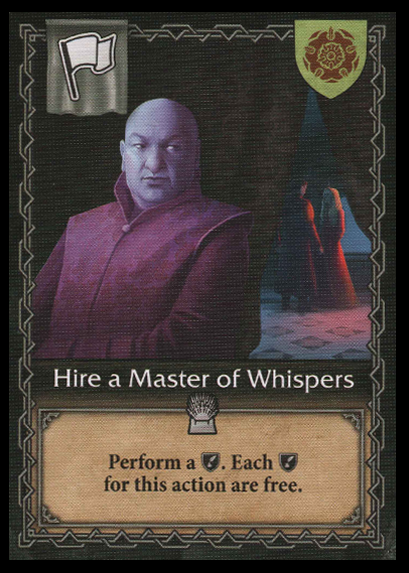 Hire a Master of Whispers
Perform a . Each
for this action are free.